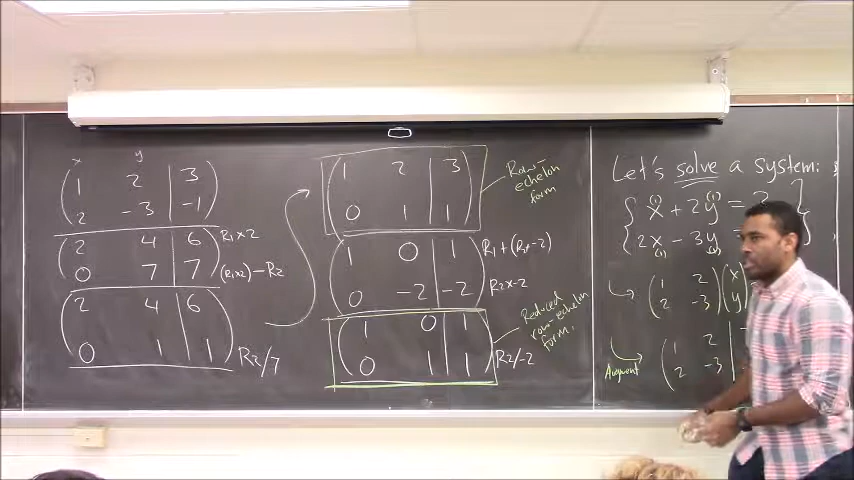 x y
1 2 | 3
2 -3 | -1
2 4 | 6 R₁×2
0 7 | 7 (R₁×2)-R₂
2 4 | 6
0 1 | 1 R₂/7
1 2 | 3
0 1 | 1
Row-
echelon
form
1 0 | 1 R₁+(R₂×-2)
0 -2 | -2 R₂×-2
1 0 | 1
0 1 | 1 R₂/-2
Reduced
row-echelon
form.
Let's solve a system:
x + 2y =
(1) (1)
2x - 3y
(1)
1 2 x
2 -3 y
Augment
1 2
2 -3